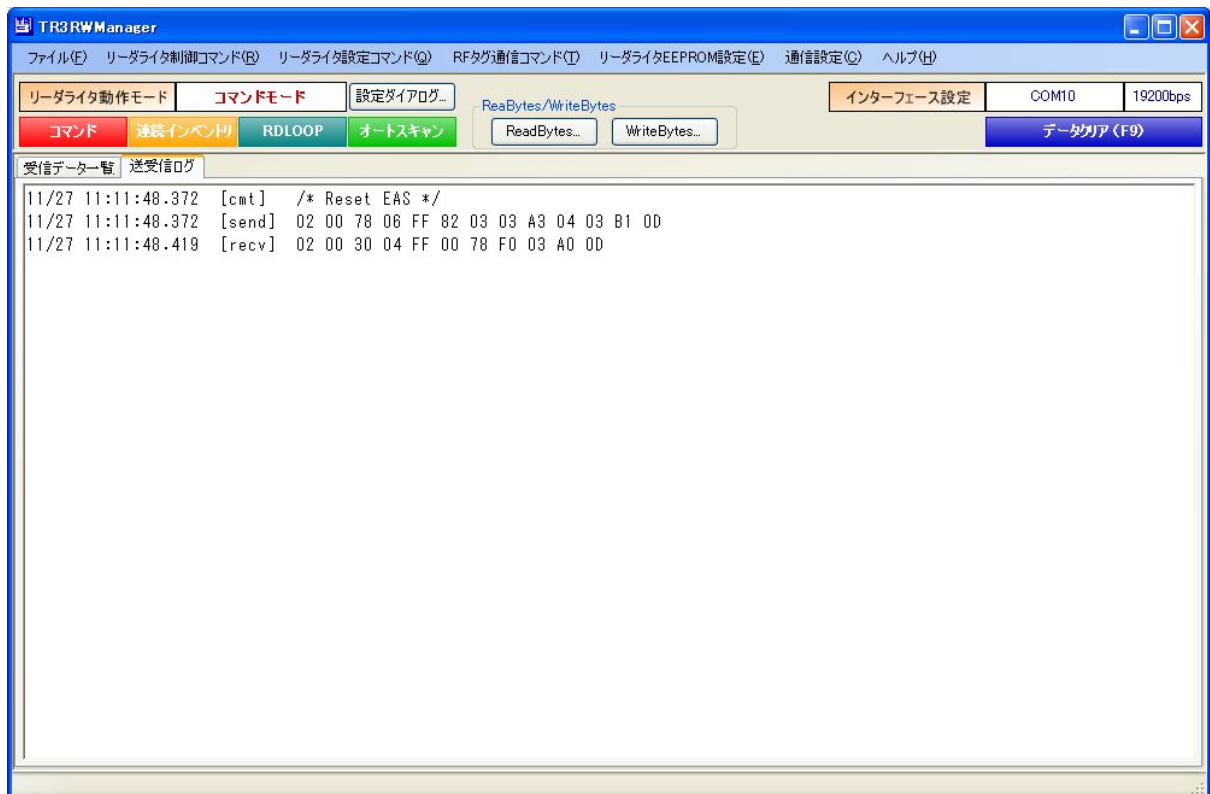 TR3RWManager
ファイル(F) リーダライタ制御コマンド(R) リーダライタ設定コマンド(Q) RFタグ通信コマンド(T) リーダライタEEPROM設定(E) 通信設定(C) ヘルプ(H)
リーダライタ動作モード コマンドモード 設定ダイアログ... ReaBytes/WriteBytes インターフェース設定 COM10 19200bps
コマンド 連続インベントリ RDLOOP オートスキャン ReadBytes... WriteBytes... データクリア(F9)
受信データ一覧 送受信ログ
11/27 11:11:48.372 [cmt] /* Reset EAS */
11/27 11:11:48.372 [send] 02 00 78 06 FF 82 03 03 A3 04 03 B1 0D
11/27 11:11:48.419 [recv] 02 00 30 04 FF 00 78 F0 03 A0 0D